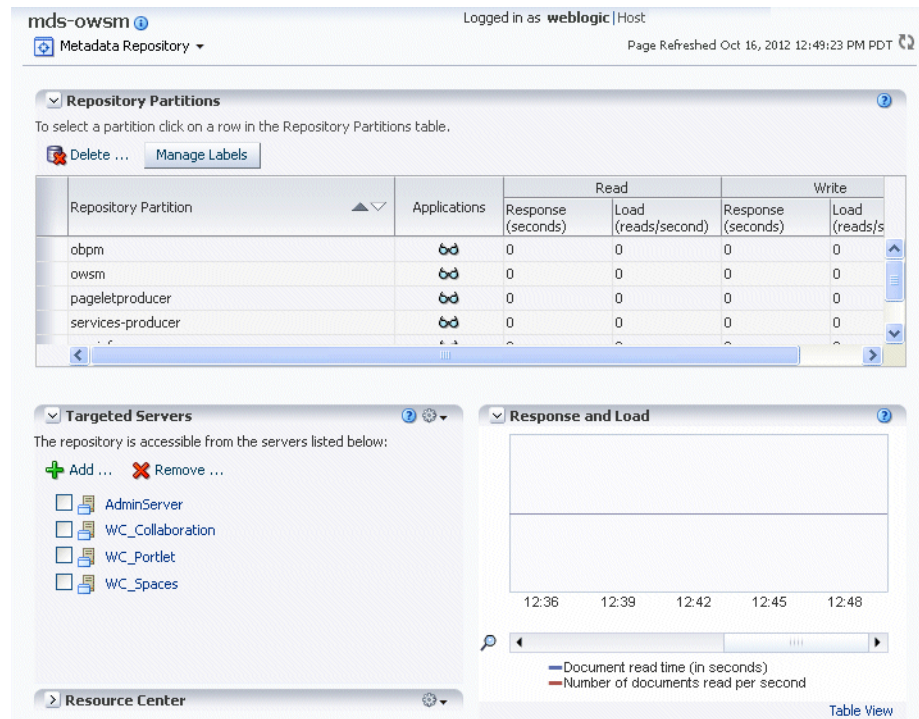 mds-owsm
Logged in as weblogic|Host
Metadata Repository
Page Refreshed Oct 16, 2012 12:49:23 PM PDT
Repository Partitions
To select a partition click on a row in the Repository Partitions table.
Delete ... Manage Labels
Read Write
Repository Partition Applications Response (seconds) Load (reads/second) Response (seconds) Load (reads/s
obpm 0 0 0 0
owsm 0 0 0 0
pageletproducer 0 0 0 0
services-producer 0 0 0 0
Targeted Servers
The repository is accessible from the servers listed below:
Add ... Remove ...
AdminServer
WC_Collaboration
WC_Portlet
WC_Spaces
Resource Center
Response and Load
12:36 12:39 12:42 12:45 12:48
Document read time (in seconds)
Number of documents read per second
Table View